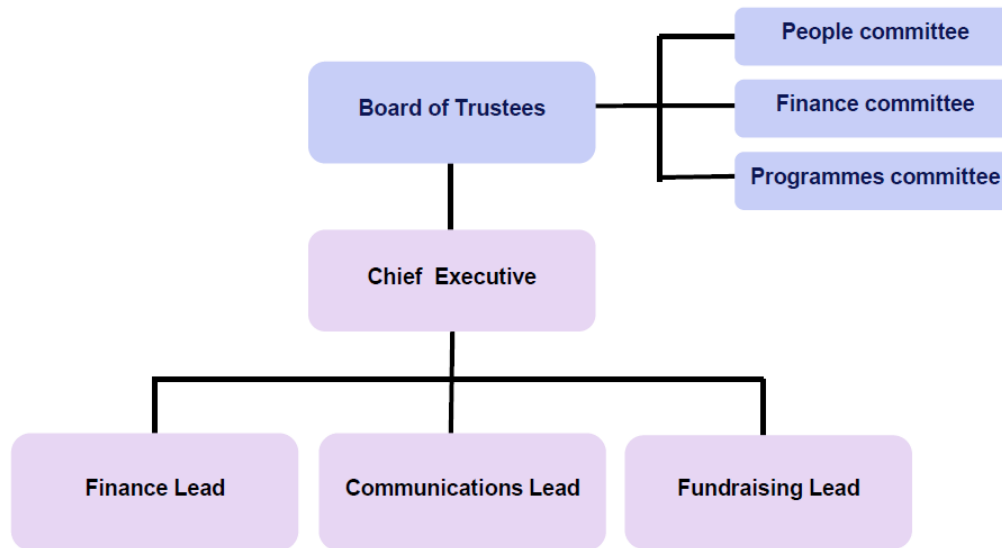 People committee
Board of Trustees
Finance committee
Programmes committee
Chief Executive
Finance Lead
Communications Lead
Fundraising Lead